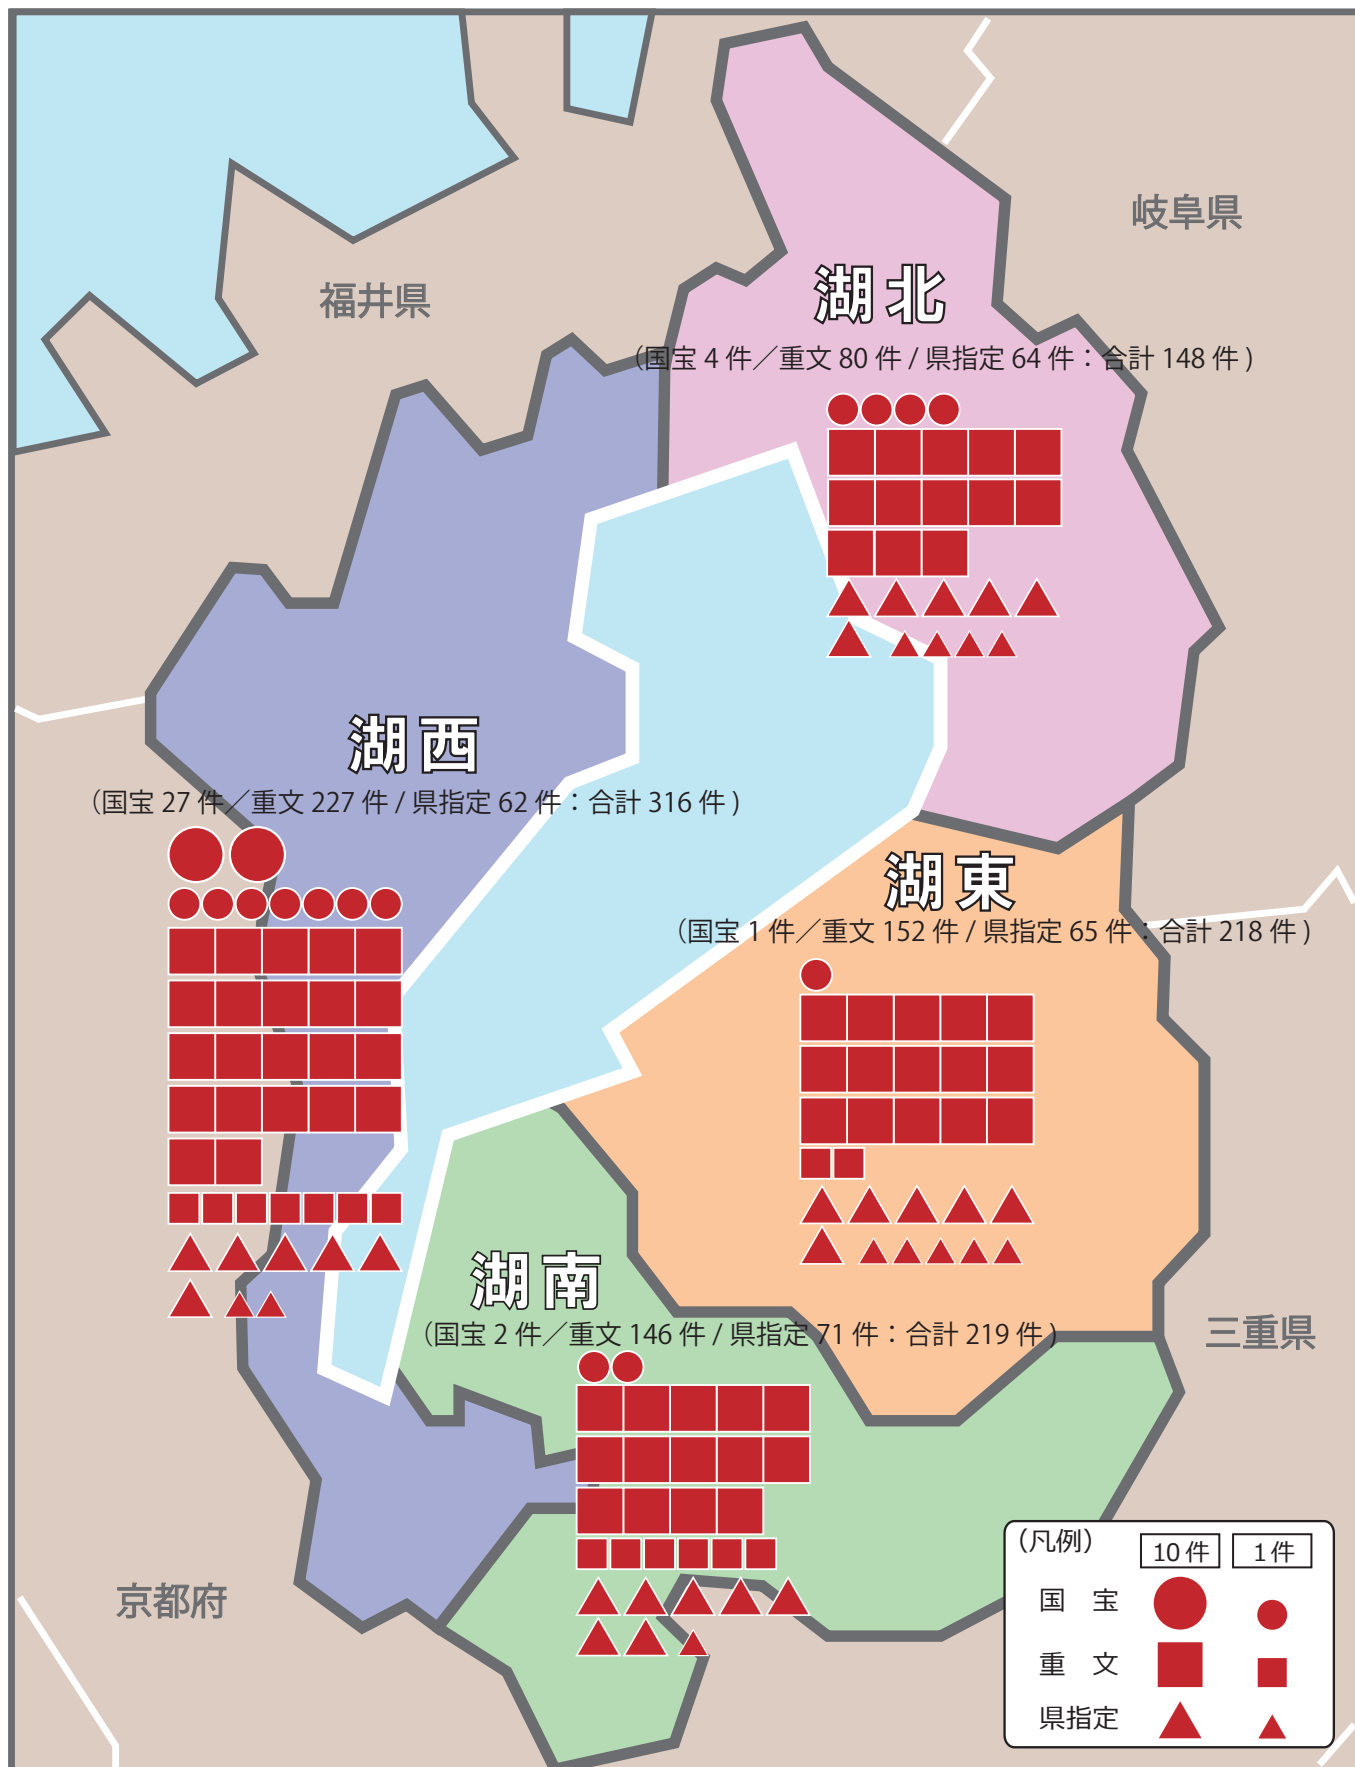 岐阜県
福井県
湖北
（国宝 4 件／重文 80 件 / 県指定 64 件：合計 148 件 )
湖西
（国宝 27 件／重文 227 件 / 県指定 62 件：合計 316 件 )
湖東
（国宝 1 件／重文 152 件 / 県指定 65 件：合計 218 件 )
湖南
（国宝 2 件／重文 146 件 / 県指定 71 件：合計 219 件 )
三重県
京都府
（凡例）
10 件
1 件
国　宝
重　文
県指定